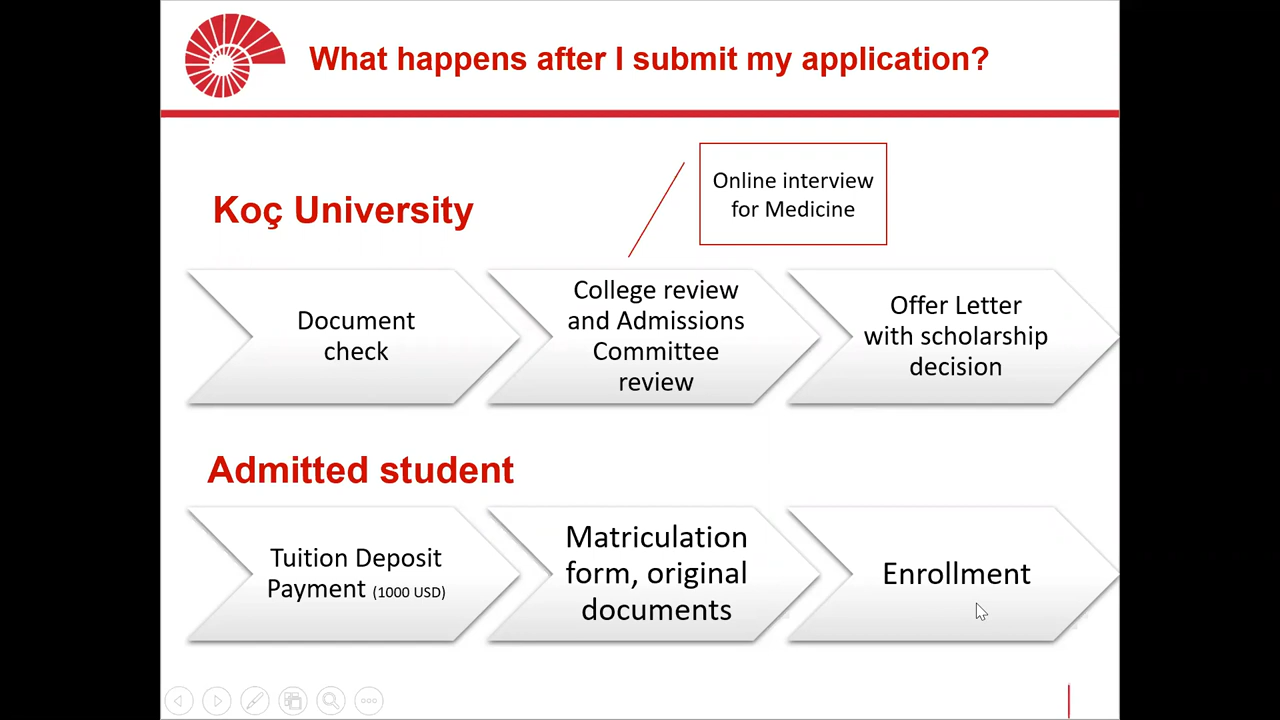 What happens after I submit my application?
Online interview
for Medicine
Koç University
Document
check
College review
and Admissions
Committee
review
Offer Letter
with scholarship
decision
Admitted student
Tuition Deposit
Payment (1000 USD)
Matriculation
form, original
documents
Enrollment